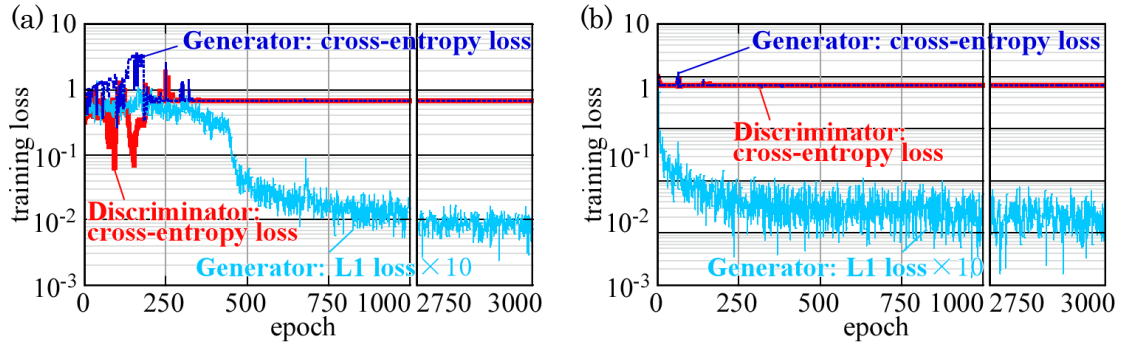 (a)
10
1
10-1
10-2
10-3
training loss
Generator: cross-entropy loss
Discriminator:
cross-entropy loss
Generator: L1 loss×10
0 250 500 750 1000 2750 3000
epoch
(b)
10
1
10-1
10-2
10-3
training loss
Generator: cross-entropy loss
Discriminator:
cross-entropy loss
Generator: L1 loss×10
0 250 500 750 1000 2750 3000
epoch